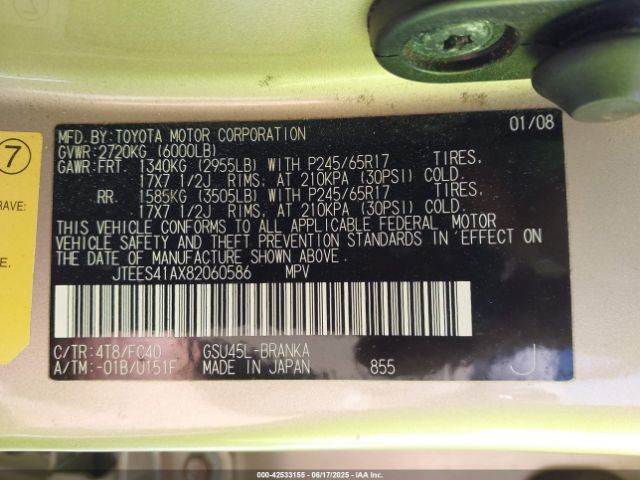 MFD.BY:TOYOTA MOTOR CORPORATION 01/08
GVWR:2720KG (6000LB)
GAWR:FRT. 1340KG (2955LB) WITH P245/65R17 TIRES,
17X7 1/2J RIMS, AT 210KPA (30PSI) COLD.
RR. 1585KG (3505LB) WITH P245/65R17 TIRES,
17X7 1/2J RIMS, AT 210KPA (30PSI) COLD.
THIS VEHICLE CONFORMS TO ALL APPLICABLE FEDERAL MOTOR
VEHICLE SAFETY AND THEFT PREVENTION STANDARDS IN EFFECT ON
THE DATE OF MANUFACTURE SHOWN ABOVE.
JTEES41AX82060586 MPV
C/TR:4T8/FC40 GSU45L-BRANKA
A/TM:-01B/U151F MADE IN JAPAN 855 J
7
RAVE:
NE.
000-42533155 - 06/17/2025 - IAAI.COM